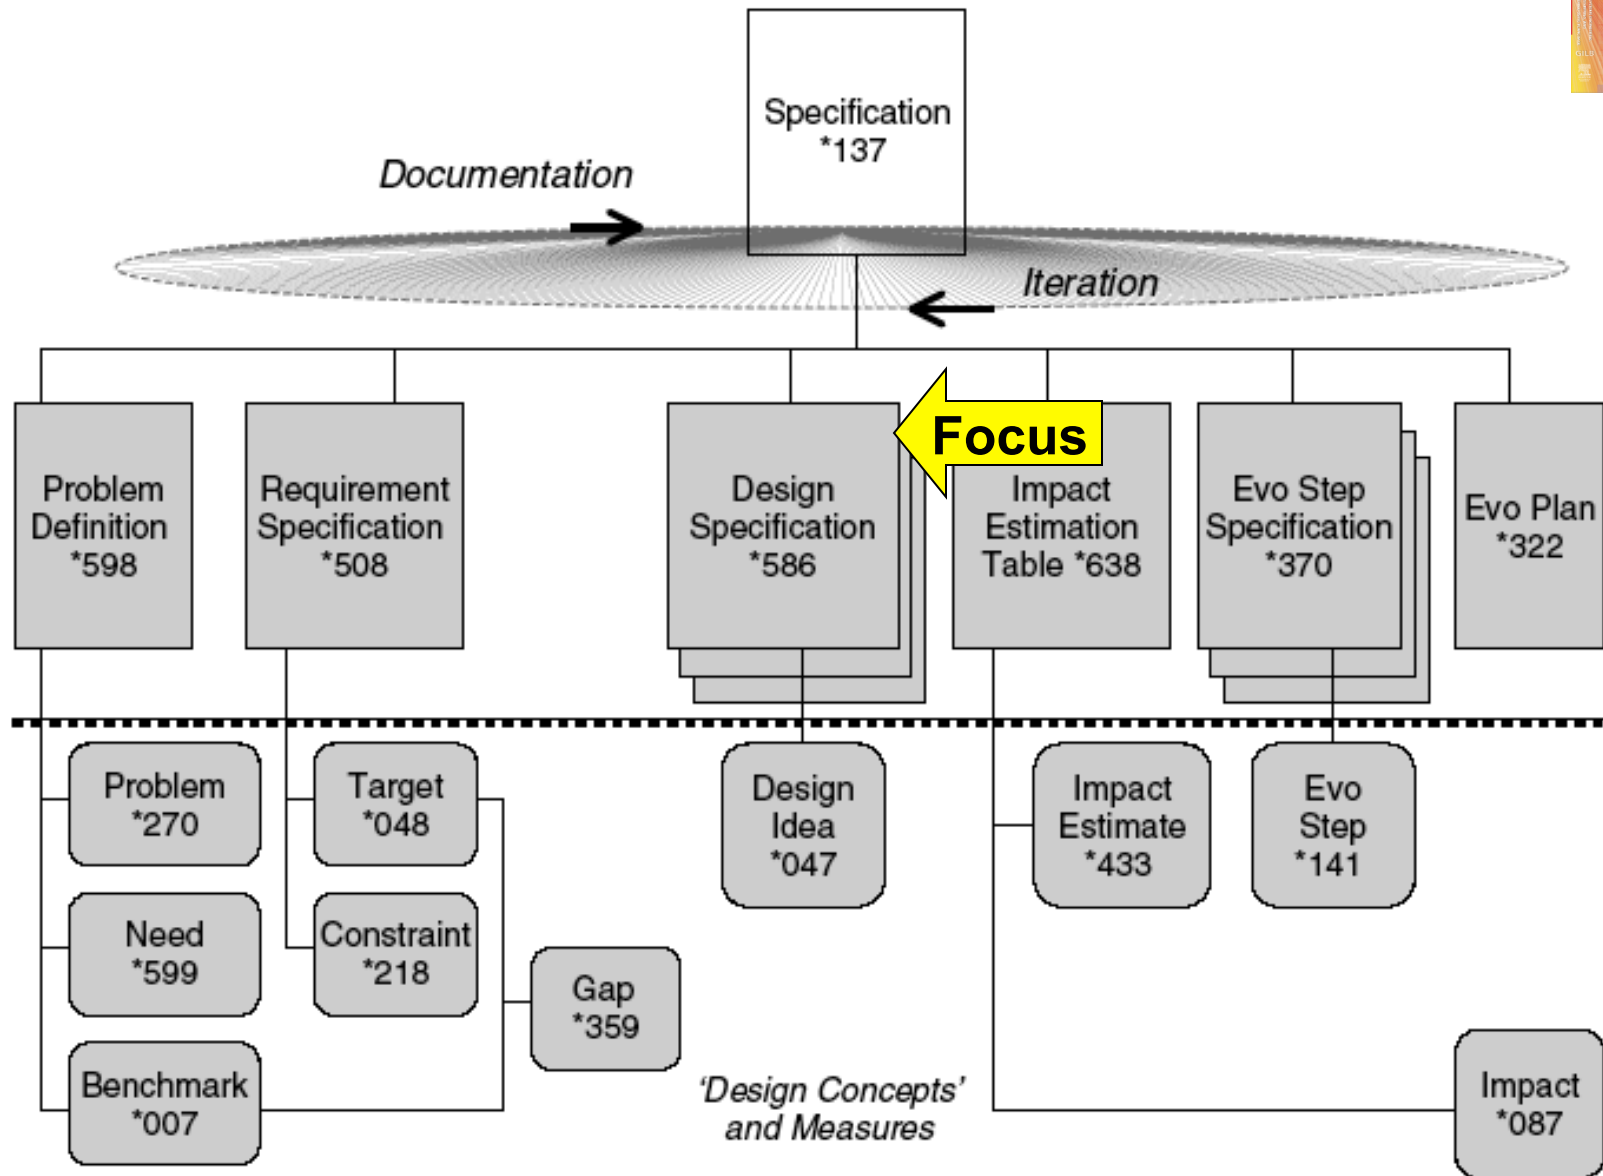 Specification
*137
Documentation
Iteration
Focus
Problem
Definition
*598
Requirement
Specification
*508
Design
Specification
*586
Impact
Estimation
Table *638
Evo Step
Specification
*370
Evo Plan
*322
Problem
*270
Target
*048
Design
Idea
*047
Impact
Estimate
*433
Evo
Step
*141
Need
*599
Constraint
*218
Gap
*359
Benchmark
*007
'Design Concepts'
and Measures
Impact
*087